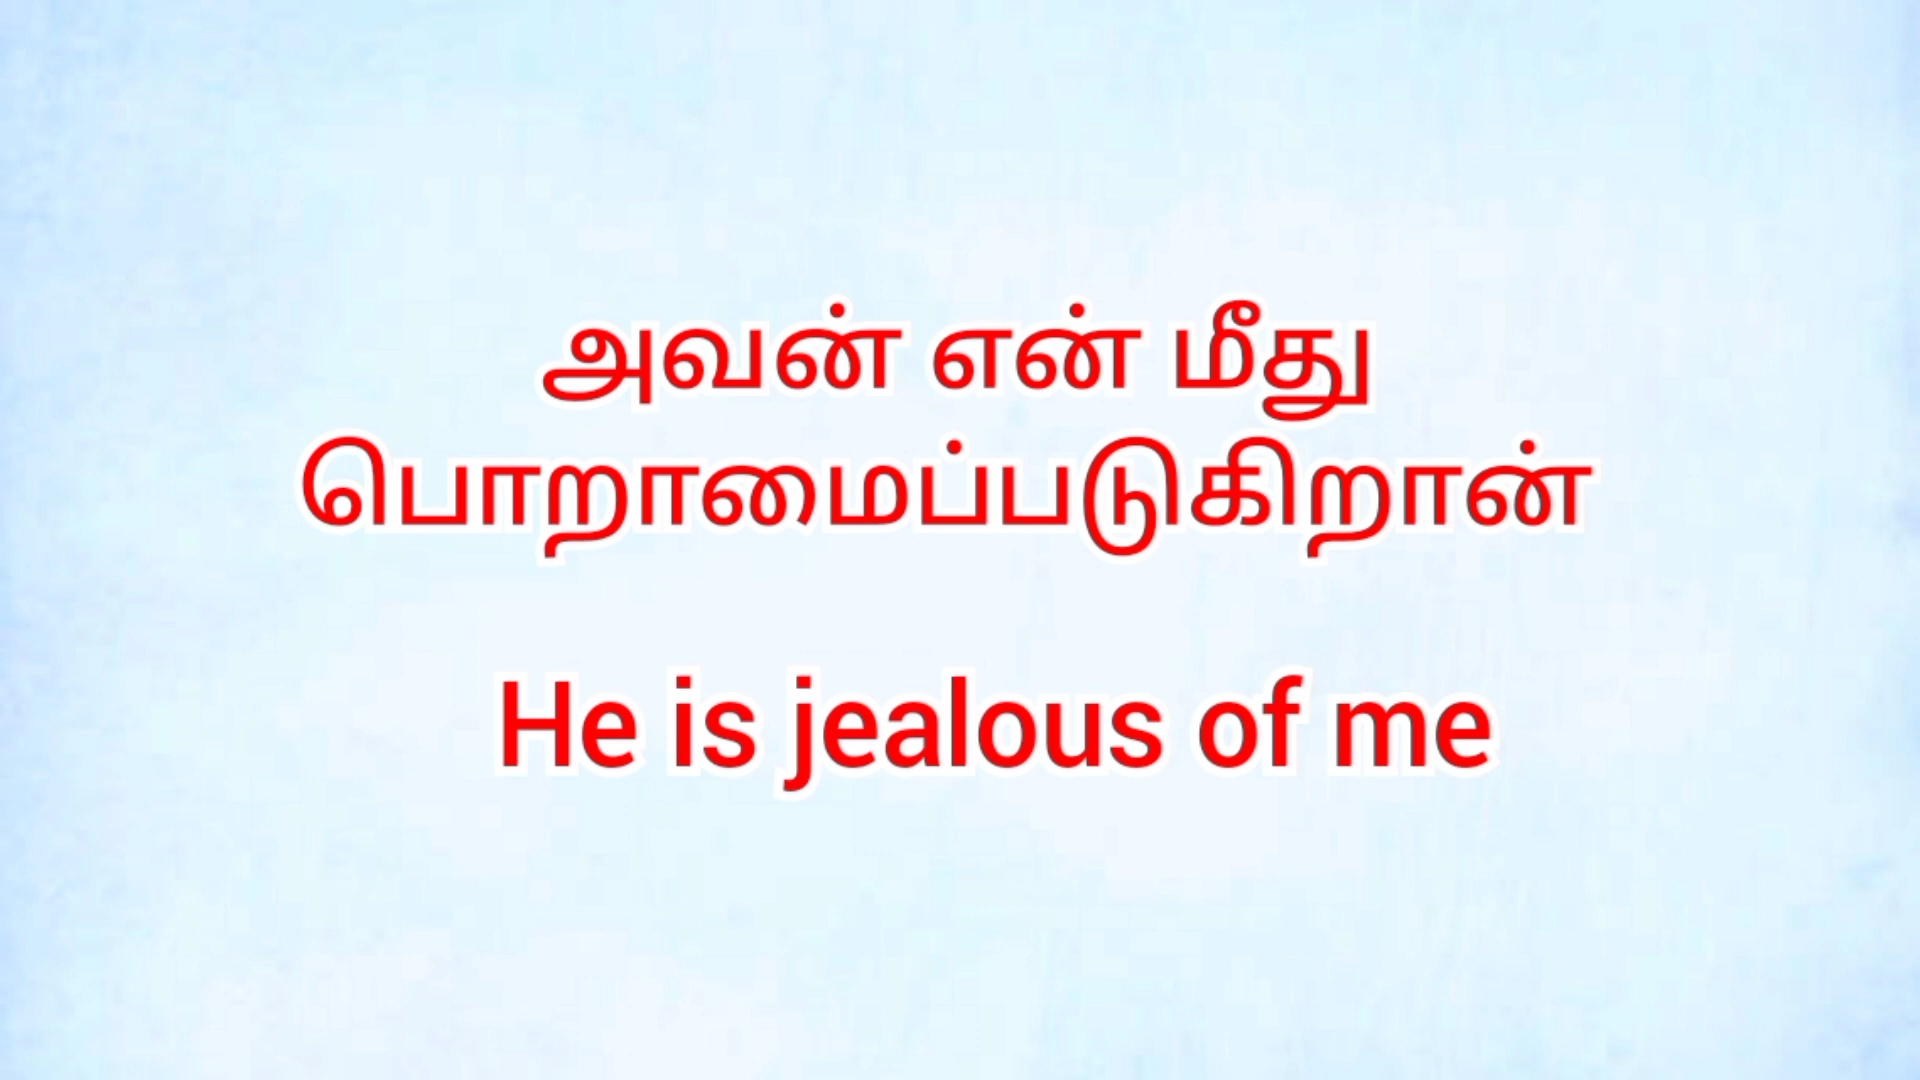 அவன் என் மீது
பொறாமைப்படுகிறான்
He is jealous of me